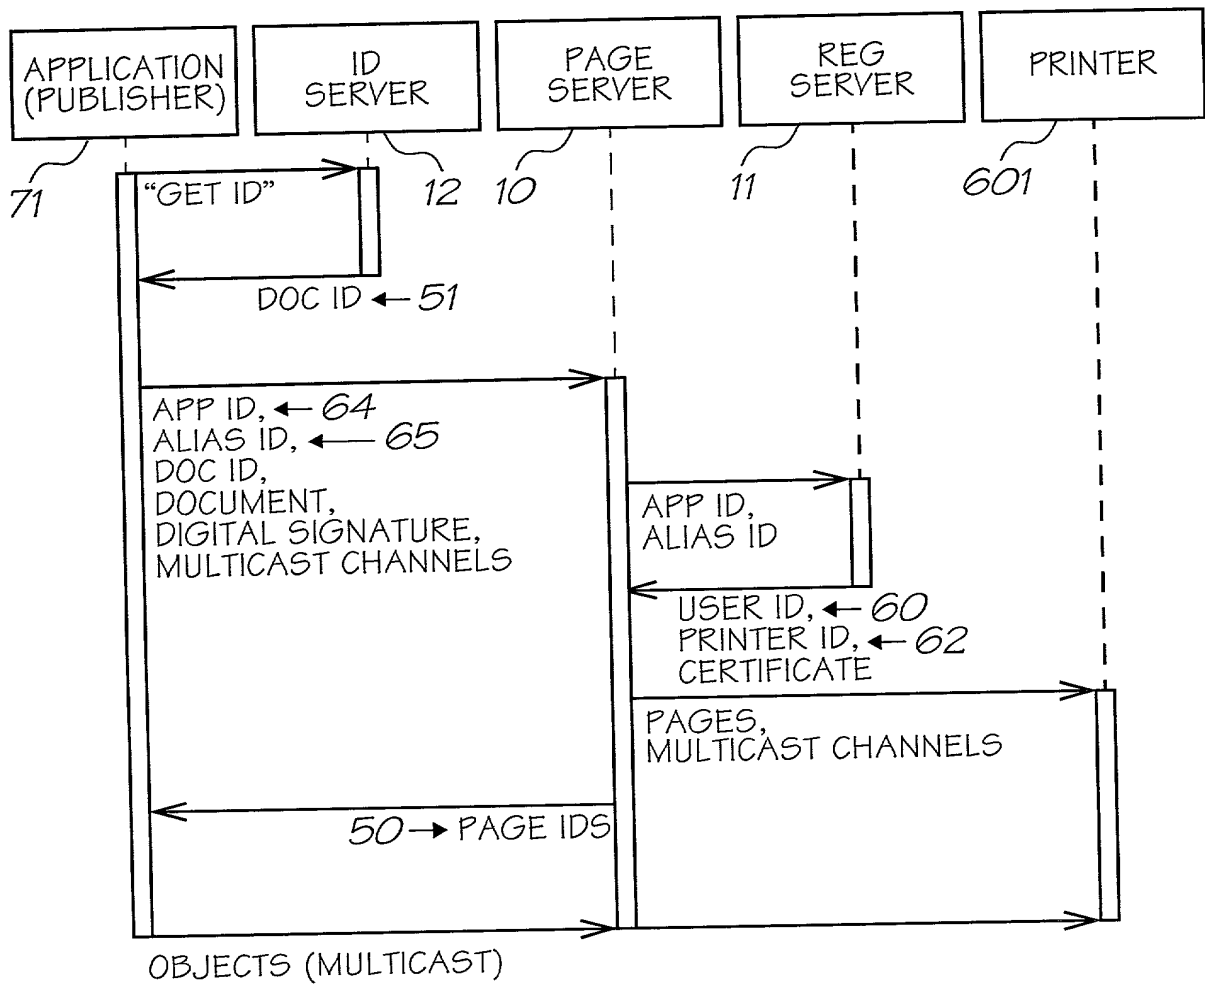 APPLICATION
(PUBLISHER)
ID
SERVER
PAGE
SERVER
REG
SERVER
PRINTER
71
12
10
11
601
“GET ID”
DOC ID 51
APP ID, 64
ALIAS ID, 65
DOC ID,
DOCUMENT,
DIGITAL SIGNATURE,
MULTICAST CHANNELS
APP ID,
ALIAS ID
USER ID, 60
PRINTER ID, 62
CERTIFICATE
PAGES,
MULTICAST CHANNELS
50 PAGE IDS
OBJECTS (MULTICAST)